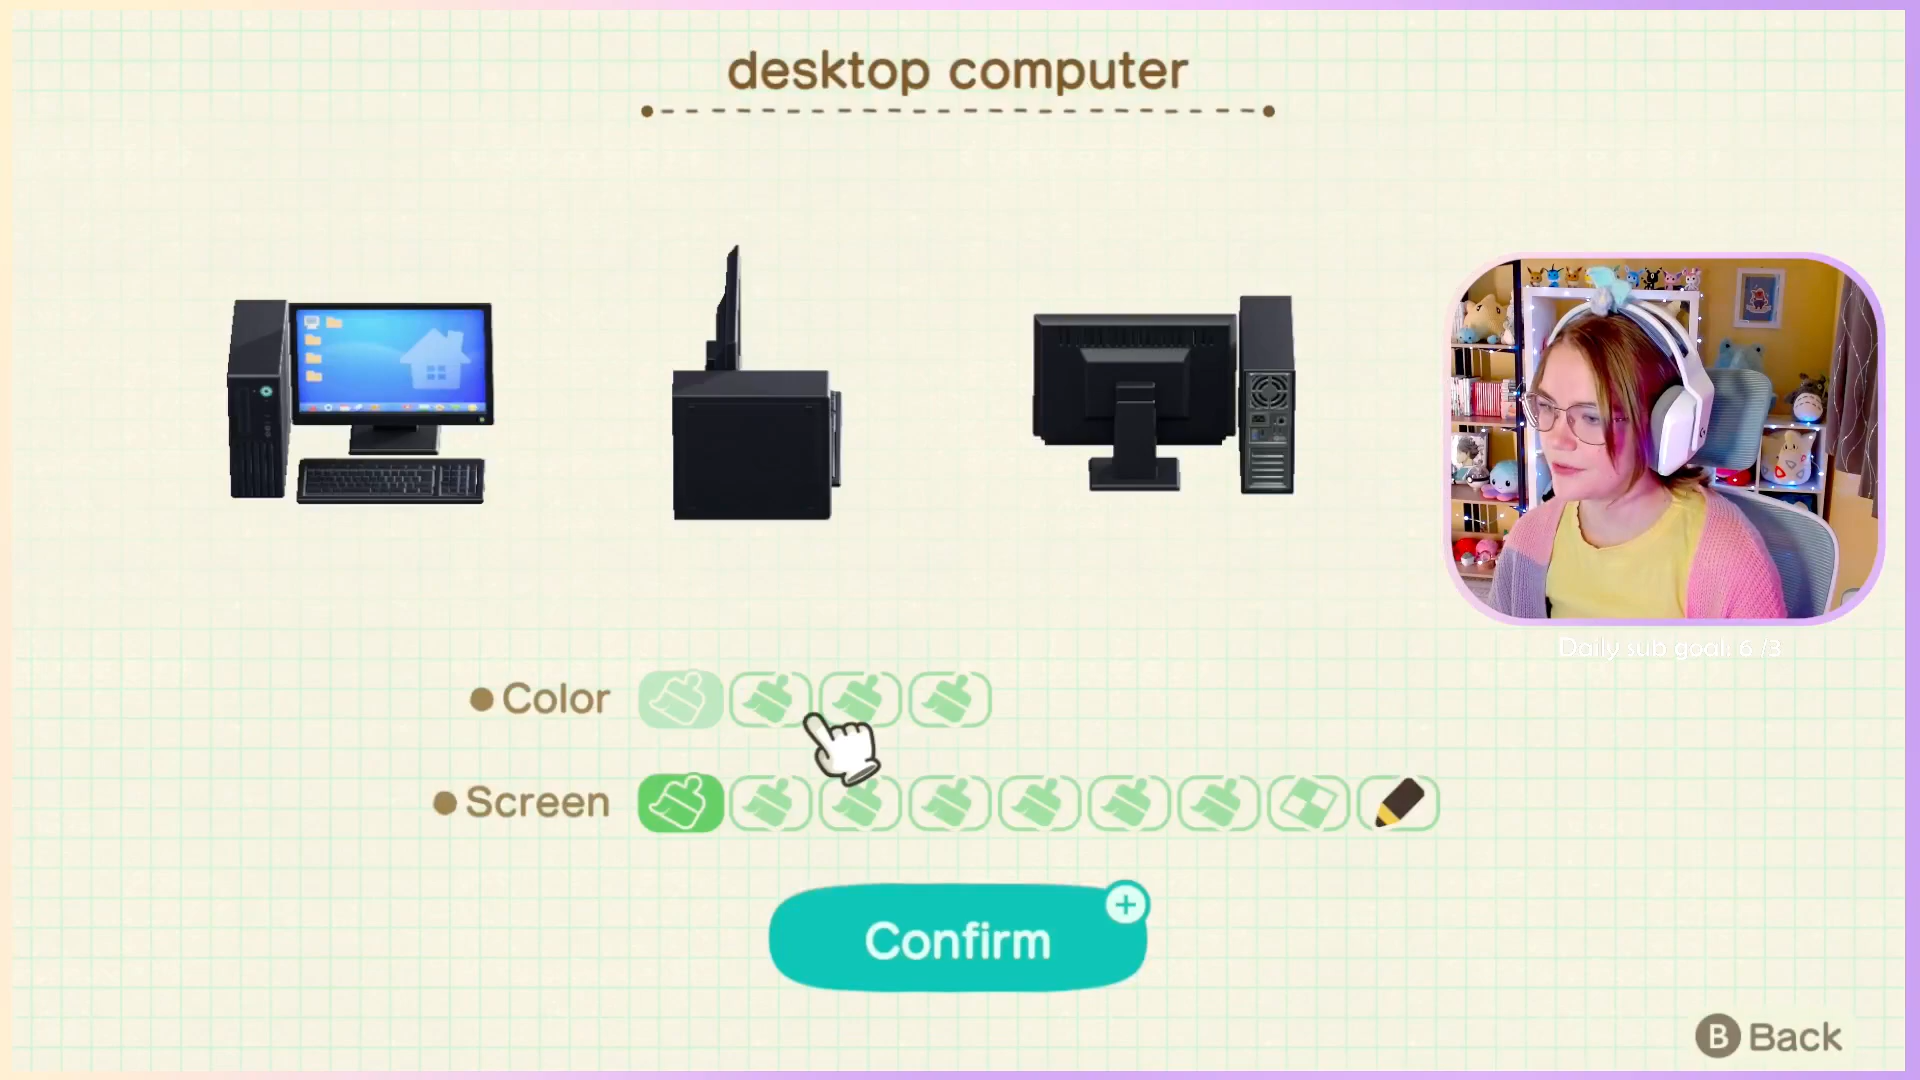 desktop computer
Daily sub goal: 6 /3
Color
Screen
Confirm
B Back